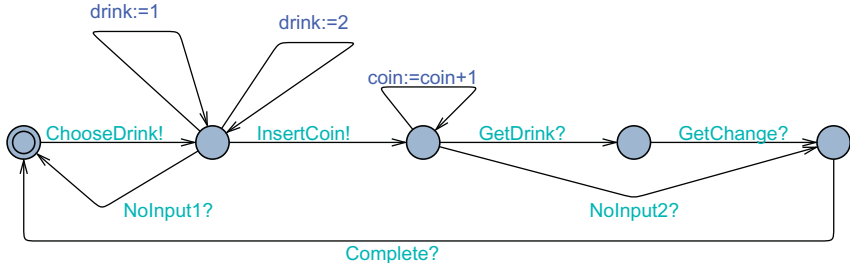 drink:=1
drink:=2
coin:=coin+1
ChooseDrink!
InsertCoin!
GetDrink?
GetChange?
NoInput1?
NoInput2?
Complete?